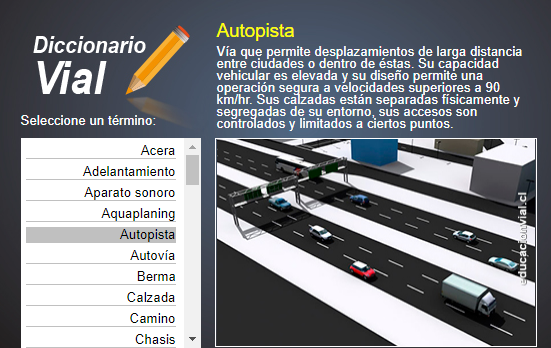 Diccionario
Vial
Seleccione un término:
Acera
Adelantamiento
Aparato sonoro
Aquaplaning
Autopista
Autovía
Berma
Calzada
Camino
Chasis
Autopista
Vía que permite desplazamientos de larga distancia
entre ciudades o dentro de éstas. Su capacidad
vehicular es elevada y su diseño permite una
operación segura a velocidades superiores a 90
km/hr. Sus calzadas están separadas físicamente y
segregadas de su entorno, sus accesos son
controlados y limitados a ciertos puntos.
educacionvial.cl